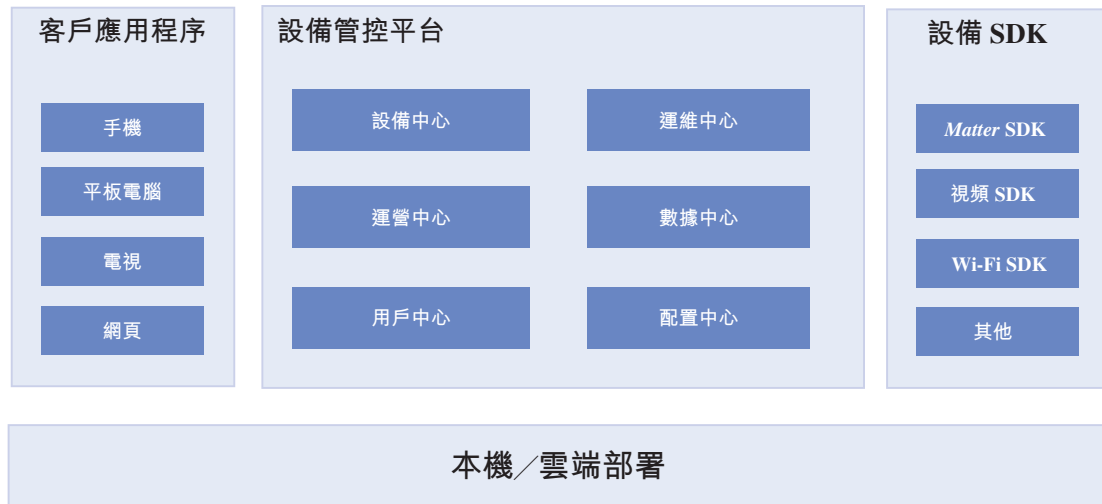 客戶應用程序
手機
平板電腦
電視
網頁
設備管控平台
設備中心
運維中心
運營中心
數據中心
用戶中心
配置中心
設備 SDK
Matter SDK
視頻 SDK
Wi-Fi SDK
其他
本機／雲端部署